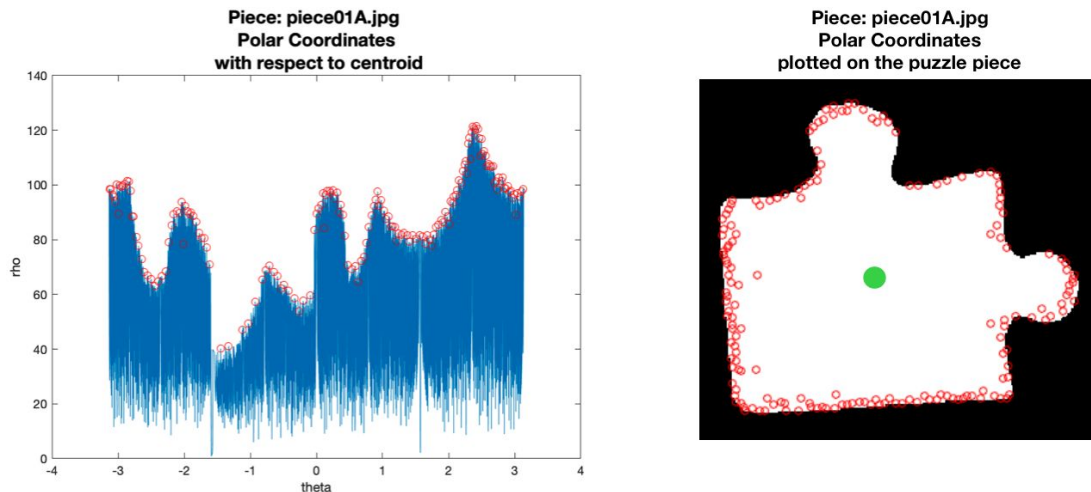 Piece: piece01A.jpg
Polar Coordinates
with respect to centroid
140
120
100
80
60
40
20
0
rho
-4
-3
-2
-1
0
1
2
3
4
theta
Piece: piece01A.jpg
Polar Coordinates
plotted on the puzzle piece